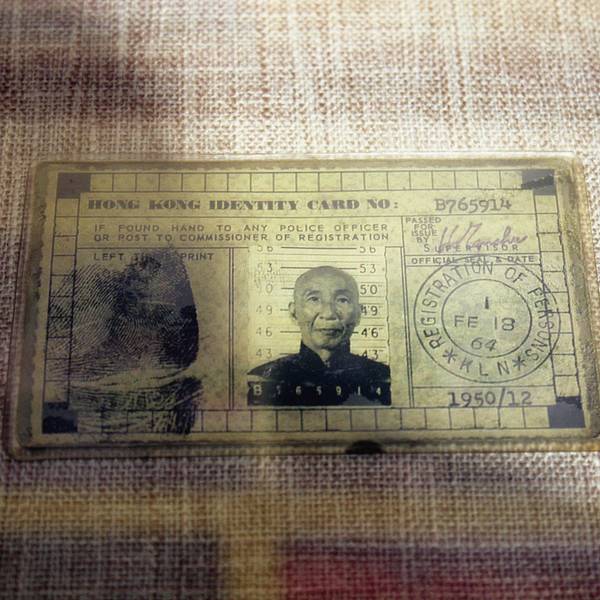 HONG KONG IDENTITY CARD NO: B765914
IF FOUND HAND TO ANY POLICE OFFICER
OR POST TO COMMISSIONER OF REGISTRATION
PASSED
FOR
ISSUE
BY
SUPERVISOR
LEFT PRINT
OFFICIAL SEAL & DATE
56 56
53 53
50
49
46 46
43 43
B 765914
REGISTRATION OF PERSONS
1
FE 18
64
* KLN *
1950/12